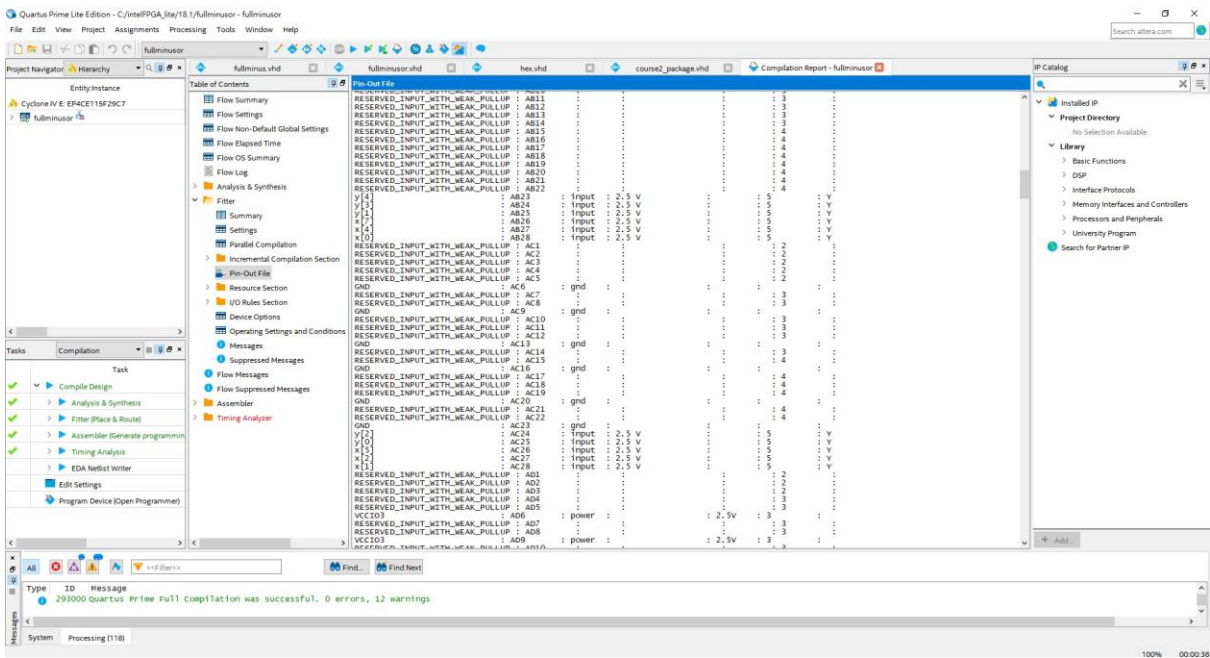 Quartus Prime Lite Edition - C:/intelFPGA_lite/18.1/fullminusor - fullminusor
File Edit View Project Assignments Processing Tools Window Help
Search altera.com
fullminusor
Project Navigator Hierarchy
fullminus.vhd
fullminusor.vhd
hex.vhd
course2_package.vhd
Compilation Report - fullminusor
IP Catalog
Entity:Instance
Cyclone IV E: EP4CE115F29C7
fullminusor
Table of Contents
Flow Summary
Flow Settings
Flow Non-Default Global Settings
Flow Elapsed Time
Flow OS Summary
Flow Log
Analysis & Synthesis
Fitter
Summary
Settings
Parallel Compilation
Incremental Compilation Section
Pin-Out File
Resource Section
I/O Rules Section
Device Options
Operating Settings and Conditions
Messages
Suppressed Messages
Flow Messages
Flow Suppressed Messages
Assembler
Timing Analyzer
Pin-Out File
RESERVED_INPUT_WITH_WEAK_PULLUP : AB11 : : : : 3 :
RESERVED_INPUT_WITH_WEAK_PULLUP : AB12 : : : : 3 :
RESERVED_INPUT_WITH_WEAK_PULLUP : AB13 : : : : 3 :
RESERVED_INPUT_WITH_WEAK_PULLUP : AB14 : : : : 3 :
RESERVED_INPUT_WITH_WEAK_PULLUP : AB15 : : : : 4 :
RESERVED_INPUT_WITH_WEAK_PULLUP : AB16 : : : : 4 :
RESERVED_INPUT_WITH_WEAK_PULLUP : AB17 : : : : 4 :
RESERVED_INPUT_WITH_WEAK_PULLUP : AB18 : : : : 4 :
RESERVED_INPUT_WITH_WEAK_PULLUP : AB19 : : : : 4 :
RESERVED_INPUT_WITH_WEAK_PULLUP : AB20 : : : : 4 :
RESERVED_INPUT_WITH_WEAK_PULLUP : AB21 : : : : 4 :
RESERVED_INPUT_WITH_WEAK_PULLUP : AB22 : : : : 4 :
y[4] : AB23 : input : 2.5 V : : 5 : Y
y[3] : AB24 : input : 2.5 V : : 5 : Y
y[1] : AB25 : input : 2.5 V : : 5 : Y
x[7] : AB26 : input : 2.5 V : : 5 : Y
x[4] : AB27 : input : 2.5 V : : 5 : Y
x[0] : AB28 : input : 2.5 V : : 5 : Y
RESERVED_INPUT_WITH_WEAK_PULLUP : AC1 : : : : 2 :
RESERVED_INPUT_WITH_WEAK_PULLUP : AC2 : : : : 2 :
RESERVED_INPUT_WITH_WEAK_PULLUP : AC3 : : : : 2 :
RESERVED_INPUT_WITH_WEAK_PULLUP : AC4 : : : : 2 :
RESERVED_INPUT_WITH_WEAK_PULLUP : AC5 : : : : 2 :
GND : AC6 : gnd : : : :
RESERVED_INPUT_WITH_WEAK_PULLUP : AC7 : : : : 3 :
RESERVED_INPUT_WITH_WEAK_PULLUP : AC8 : : : : 3 :
GND : AC9 : gnd : : : :
RESERVED_INPUT_WITH_WEAK_PULLUP : AC10 : : : : 3 :
RESERVED_INPUT_WITH_WEAK_PULLUP : AC11 : : : : 3 :
RESERVED_INPUT_WITH_WEAK_PULLUP : AC12 : : : : 3 :
GND : AC13 : gnd : : : :
RESERVED_INPUT_WITH_WEAK_PULLUP : AC14 : : : : 3 :
RESERVED_INPUT_WITH_WEAK_PULLUP : AC15 : : : : 4 :
GND : AC16 : gnd : : : :
RESERVED_INPUT_WITH_WEAK_PULLUP : AC17 : : : : 4 :
RESERVED_INPUT_WITH_WEAK_PULLUP : AC18 : : : : 4 :
RESERVED_INPUT_WITH_WEAK_PULLUP : AC19 : : : : 4 :
GND : AC20 : gnd : : : :
RESERVED_INPUT_WITH_WEAK_PULLUP : AC21 : : : : 4 :
RESERVED_INPUT_WITH_WEAK_PULLUP : AC22 : : : : 4 :
GND : AC23 : gnd : : : :
y[2] : AC24 : input : 2.5 V : : 5 : Y
y[0] : AC25 : input : 2.5 V : : 5 : Y
x[5] : AC26 : input : 2.5 V : : 5 : Y
x[2] : AC27 : input : 2.5 V : : 5 : Y
x[1] : AC28 : input : 2.5 V : : 5 : Y
RESERVED_INPUT_WITH_WEAK_PULLUP : AD1 : : : : 2 :
RESERVED_INPUT_WITH_WEAK_PULLUP : AD2 : : : : 2 :
RESERVED_INPUT_WITH_WEAK_PULLUP : AD3 : : : : 2 :
RESERVED_INPUT_WITH_WEAK_PULLUP : AD4 : : : : 3 :
RESERVED_INPUT_WITH_WEAK_PULLUP : AD5 : : : : 3 :
VCCIO3 : AD6 : power : : 2.5V : 3 :
RESERVED_INPUT_WITH_WEAK_PULLUP : AD7 : : : : 3 :
RESERVED_INPUT_WITH_WEAK_PULLUP : AD8 : : : : 3 :
VCCIO3 : AD9 : power : : 2.5V : 3 :
Installed IP
Project Directory
No Selection Available
Library
Basic Functions
DSP
Interface Protocols
Memory Interfaces and Controllers
Processors and Peripherals
University Program
Search for Partner IP
+ Add...
Tasks Compilation
Task
Compile Design
Analysis & Synthesis
Fitter (Place & Route)
Assembler (Generate programmin
Timing Analysis
EDA Netlist Writer
Edit Settings
Program Device (Open Programmer)
All <<Filter>> Find... Find Next
Type ID Message
293000 Quartus Prime Full Compilation was successful. 0 errors, 12 warnings
Messages
System Processing (118)
100% 00:00:38